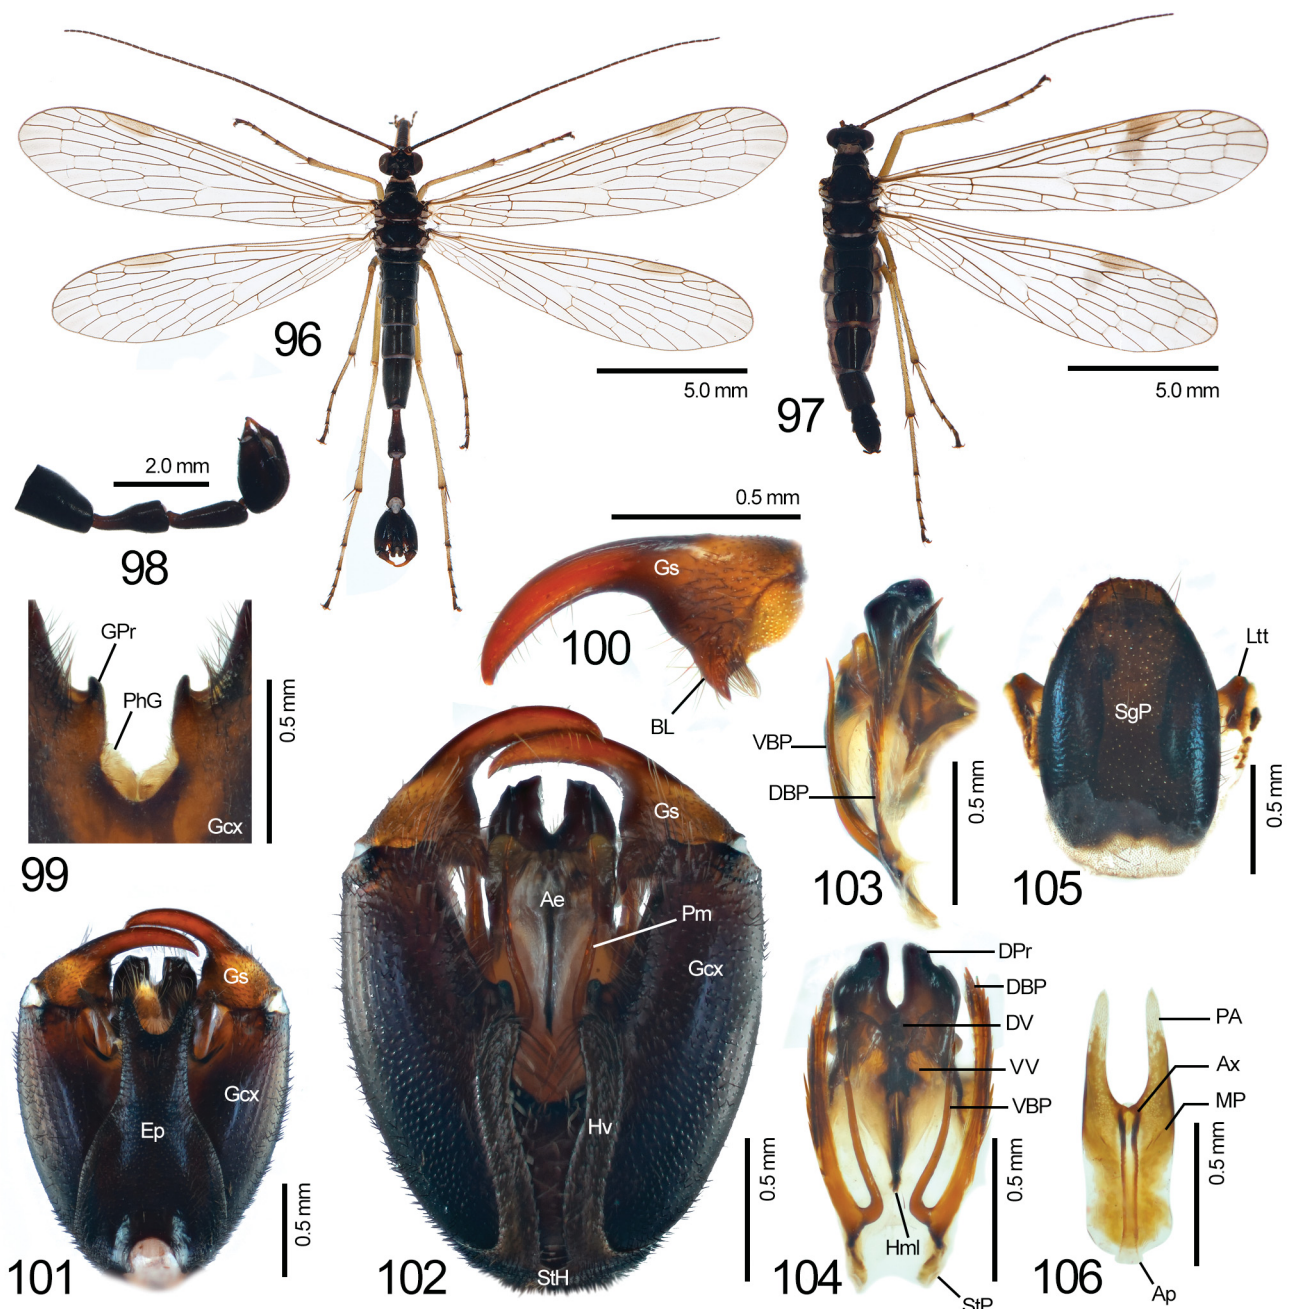 96
5.0 mm
97
5.0 mm
98
2.0 mm
0.5 mm
Gs
100
BL
GPr
PhG
Gcx
0.5 mm
99
VBP
DBP
0.5 mm
103
Ltt
SgP
0.5 mm
105
Gs
Ae
Pm
Gcx
Hv
StH
0.5 mm
102
Gs
Gcx
Ep
0.5 mm
101
DPr
DBP
DV
VV
VBP
Hml
StP
0.5 mm
104
PA
Ax
MP
Ap
0.5 mm
106